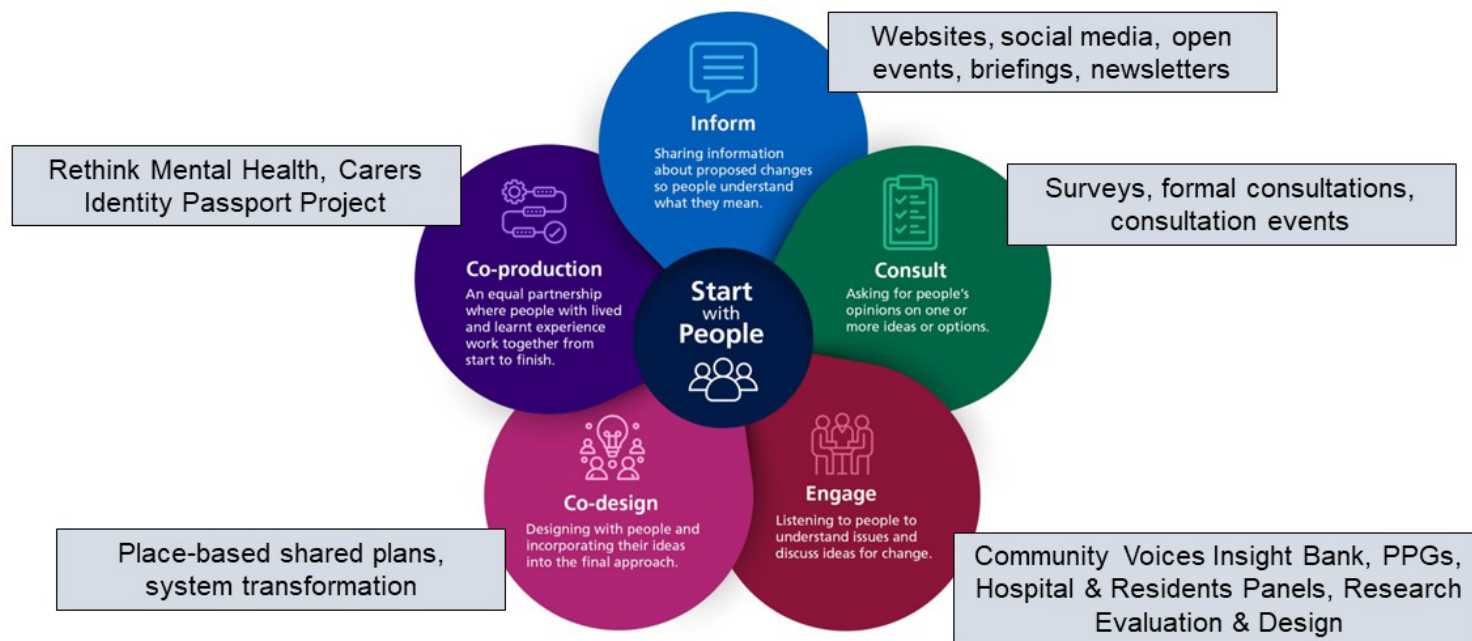 Websites, social media, open
events, briefings, newsletters
Inform
Sharing information
about proposed changes
so people understand
what they mean.
Rethink Mental Health, Carers
Identity Passport Project
Surveys, formal consultations,
consultation events
Co-production
An equal partnership
where people with lived
and learnt experience
work together from
start to finish.
Start
with
People
Consult
Asking for people's
opinions on one or
more ideas or options.
Co-design
Designing with people and
incorporating their ideas
into the final approach.
Engage
Listening to people to
understand issues and
discuss ideas for change.
Place-based shared plans,
system transformation
Community Voices Insight Bank, PPGs,
Hospital & Residents Panels, Research
Evaluation & Design